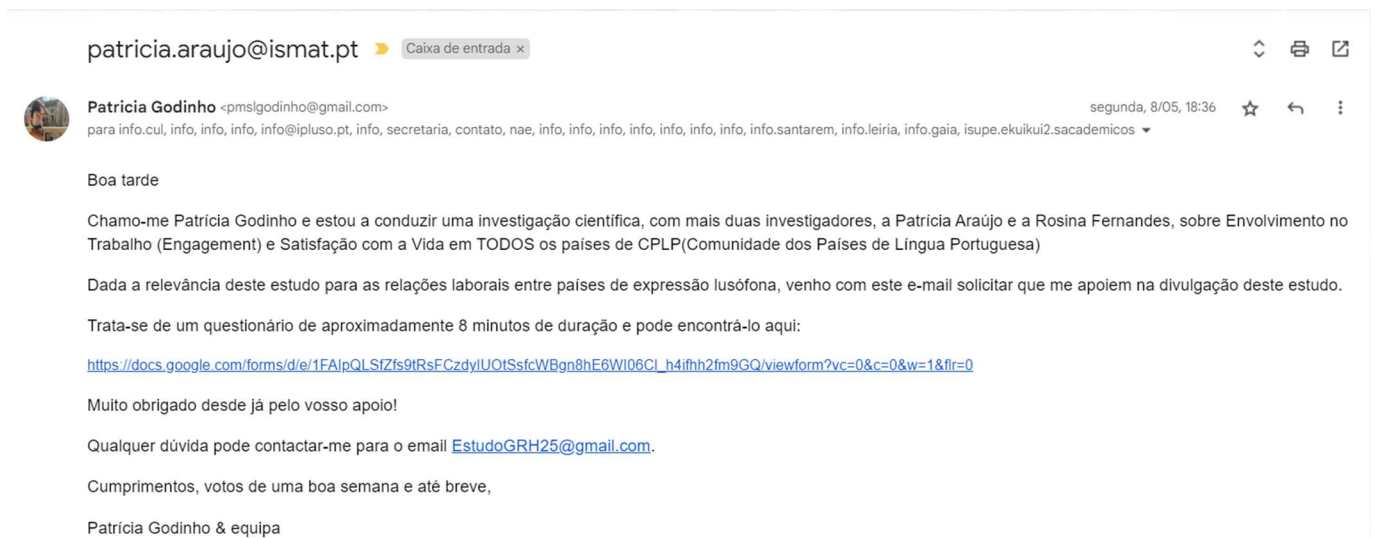 patricia.araujo@ismat.pt Caixa de entrada ×
Patricia Godinho <pmslgodinho@gmail.com> segunda, 8/05, 18:36
para info.cul, info, info, info, info@ipluso.pt, info, secretaria, contato, nae, info, info, info, info, info, info, info, info.santarem, info.leiria, info.gaia, isupe.ekuikui2.sacademicos
Boa tarde
Chamo-me Patrícia Godinho e estou a conduzir uma investigação científica, com mais duas investigadores, a Patrícia Araújo e a Rosina Fernandes, sobre Envolvimento no
Trabalho (Engagement) e Satisfação com a Vida em TODOS os países de CPLP(Comunidade dos Países de Língua Portuguesa)
Dada a relevância deste estudo para as relações laborais entre países de expressão lusófona, venho com este e-mail solicitar que me apoiem na divulgação deste estudo.
Trata-se de um questionário de aproximadamente 8 minutos de duração e pode encontrá-lo aqui:
https://docs.google.com/forms/d/e/1FAIpQLSfZfs9tRsFCzdyIUOtSsfcWBgn8hE6WI06CI_h4ifhh2fm9GQ/viewform?vc=0&c=0&w=1&flr=0
Muito obrigado desde já pelo vosso apoio!
Qualquer dúvida pode contactar-me para o email EstudoGRH25@gmail.com.
Cumprimentos, votos de uma boa semana e até breve,
Patrícia Godinho & equipa